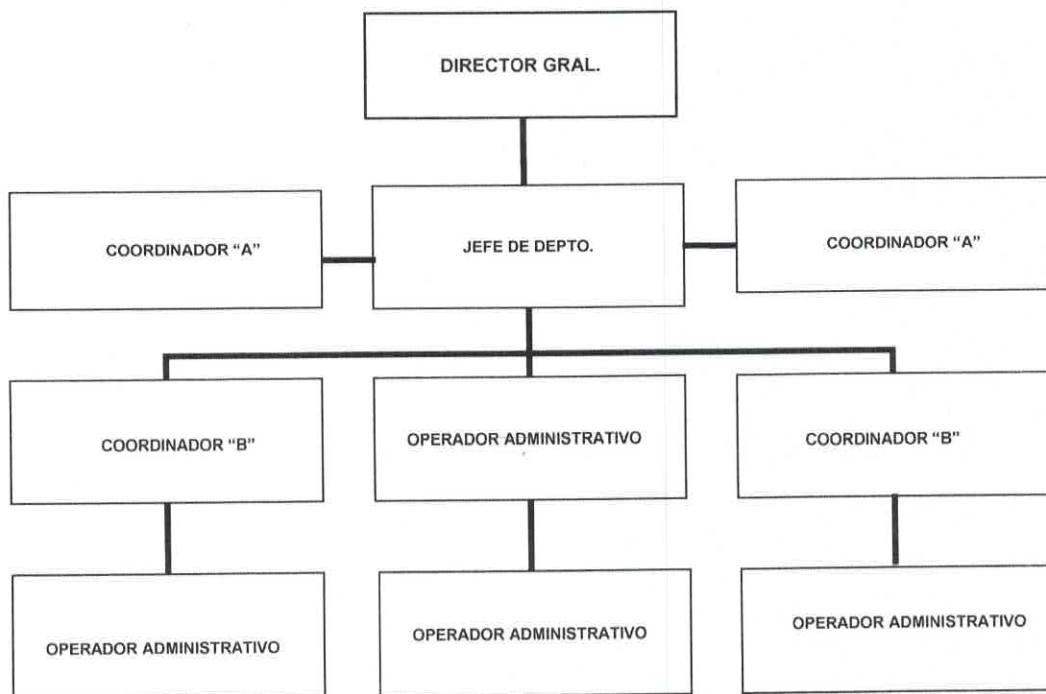 DIRECTOR GRAL.
COORDINADOR “A”
JEFE DE DEPTO.
COORDINADOR “A”
COORDINADOR “B”
OPERADOR ADMINISTRATIVO
COORDINADOR “B”
OPERADOR ADMINISTRATIVO
OPERADOR ADMINISTRATIVO
OPERADOR ADMINISTRATIVO